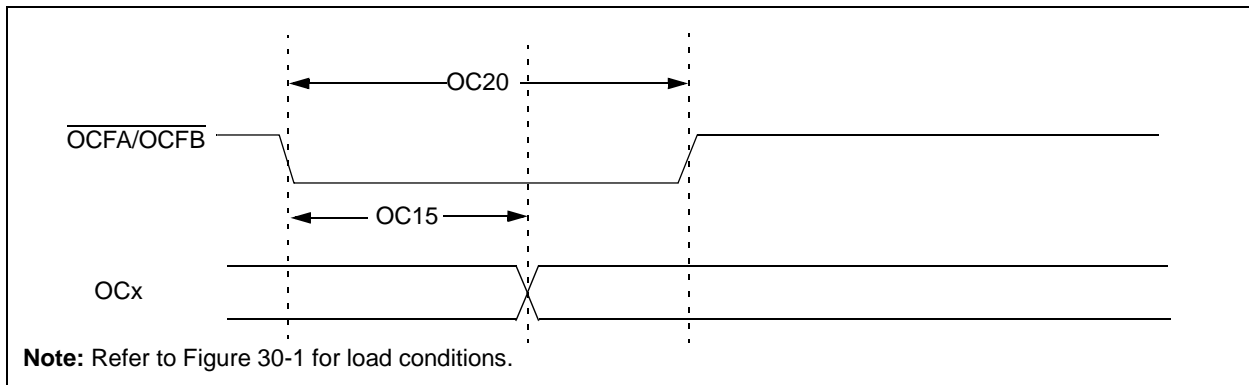 OC20
OCFA/OCFB
OC15
OCx
Note: Refer to Figure 30-1 for load conditions.